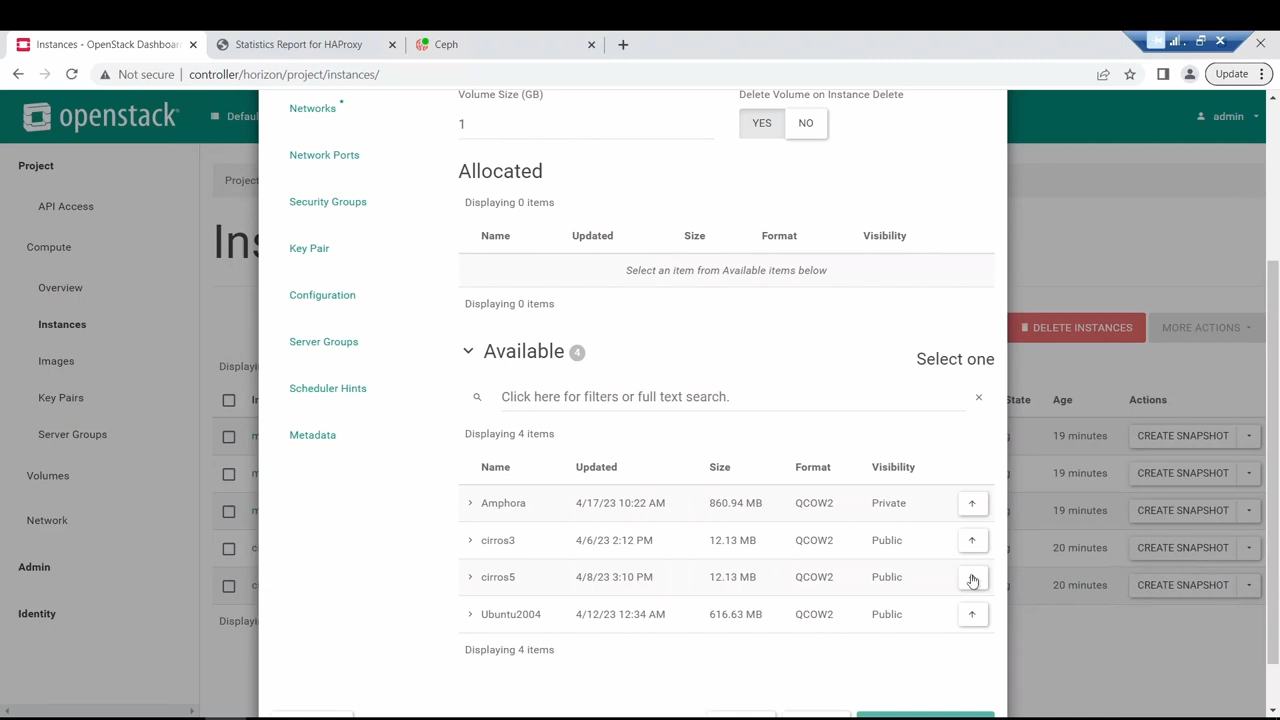 Instances - OpenStack Dashboar
Statistics Report for HAProxy
Ceph
Not secure
controller/horizon/project/instances/
Update
openstack.
Defau
admin
Project
API Access
Compute
Overview
Instances
Images
Key Pairs
Server Groups
Volumes
Network
Admin
Identity
Project
Ins
Displayi
Displayi
Networks *
Network Ports
Security Groups
Key Pair
Configuration
Server Groups
Scheduler Hints
Metadata
Volume Size (GB)
Delete Volume on Instance Delete
1
YES NO
Allocated
Displaying 0 items
Name Updated Size Format Visibility
Select an item from Available items below
Displaying 0 items
Available 4
Select one
Click here for filters or full text search.
Displaying 4 items
Name Updated Size Format Visibility
Amphora 4/17/23 10:22 AM 860.94 MB QCOW2 Private
cirros3 4/6/23 2:12 PM 12.13 MB QCOW2 Public
cirros5 4/8/23 3:10 PM 12.13 MB QCOW2 Public
Ubuntu2004 4/12/23 12:34 AM 616.63 MB QCOW2 Public
Displaying 4 items
DELETE INSTANCES
MORE ACTIONS
State Age Actions
19 minutes CREATE SNAPSHOT
19 minutes CREATE SNAPSHOT
19 minutes CREATE SNAPSHOT
20 minutes CREATE SNAPSHOT
20 minutes CREATE SNAPSHOT